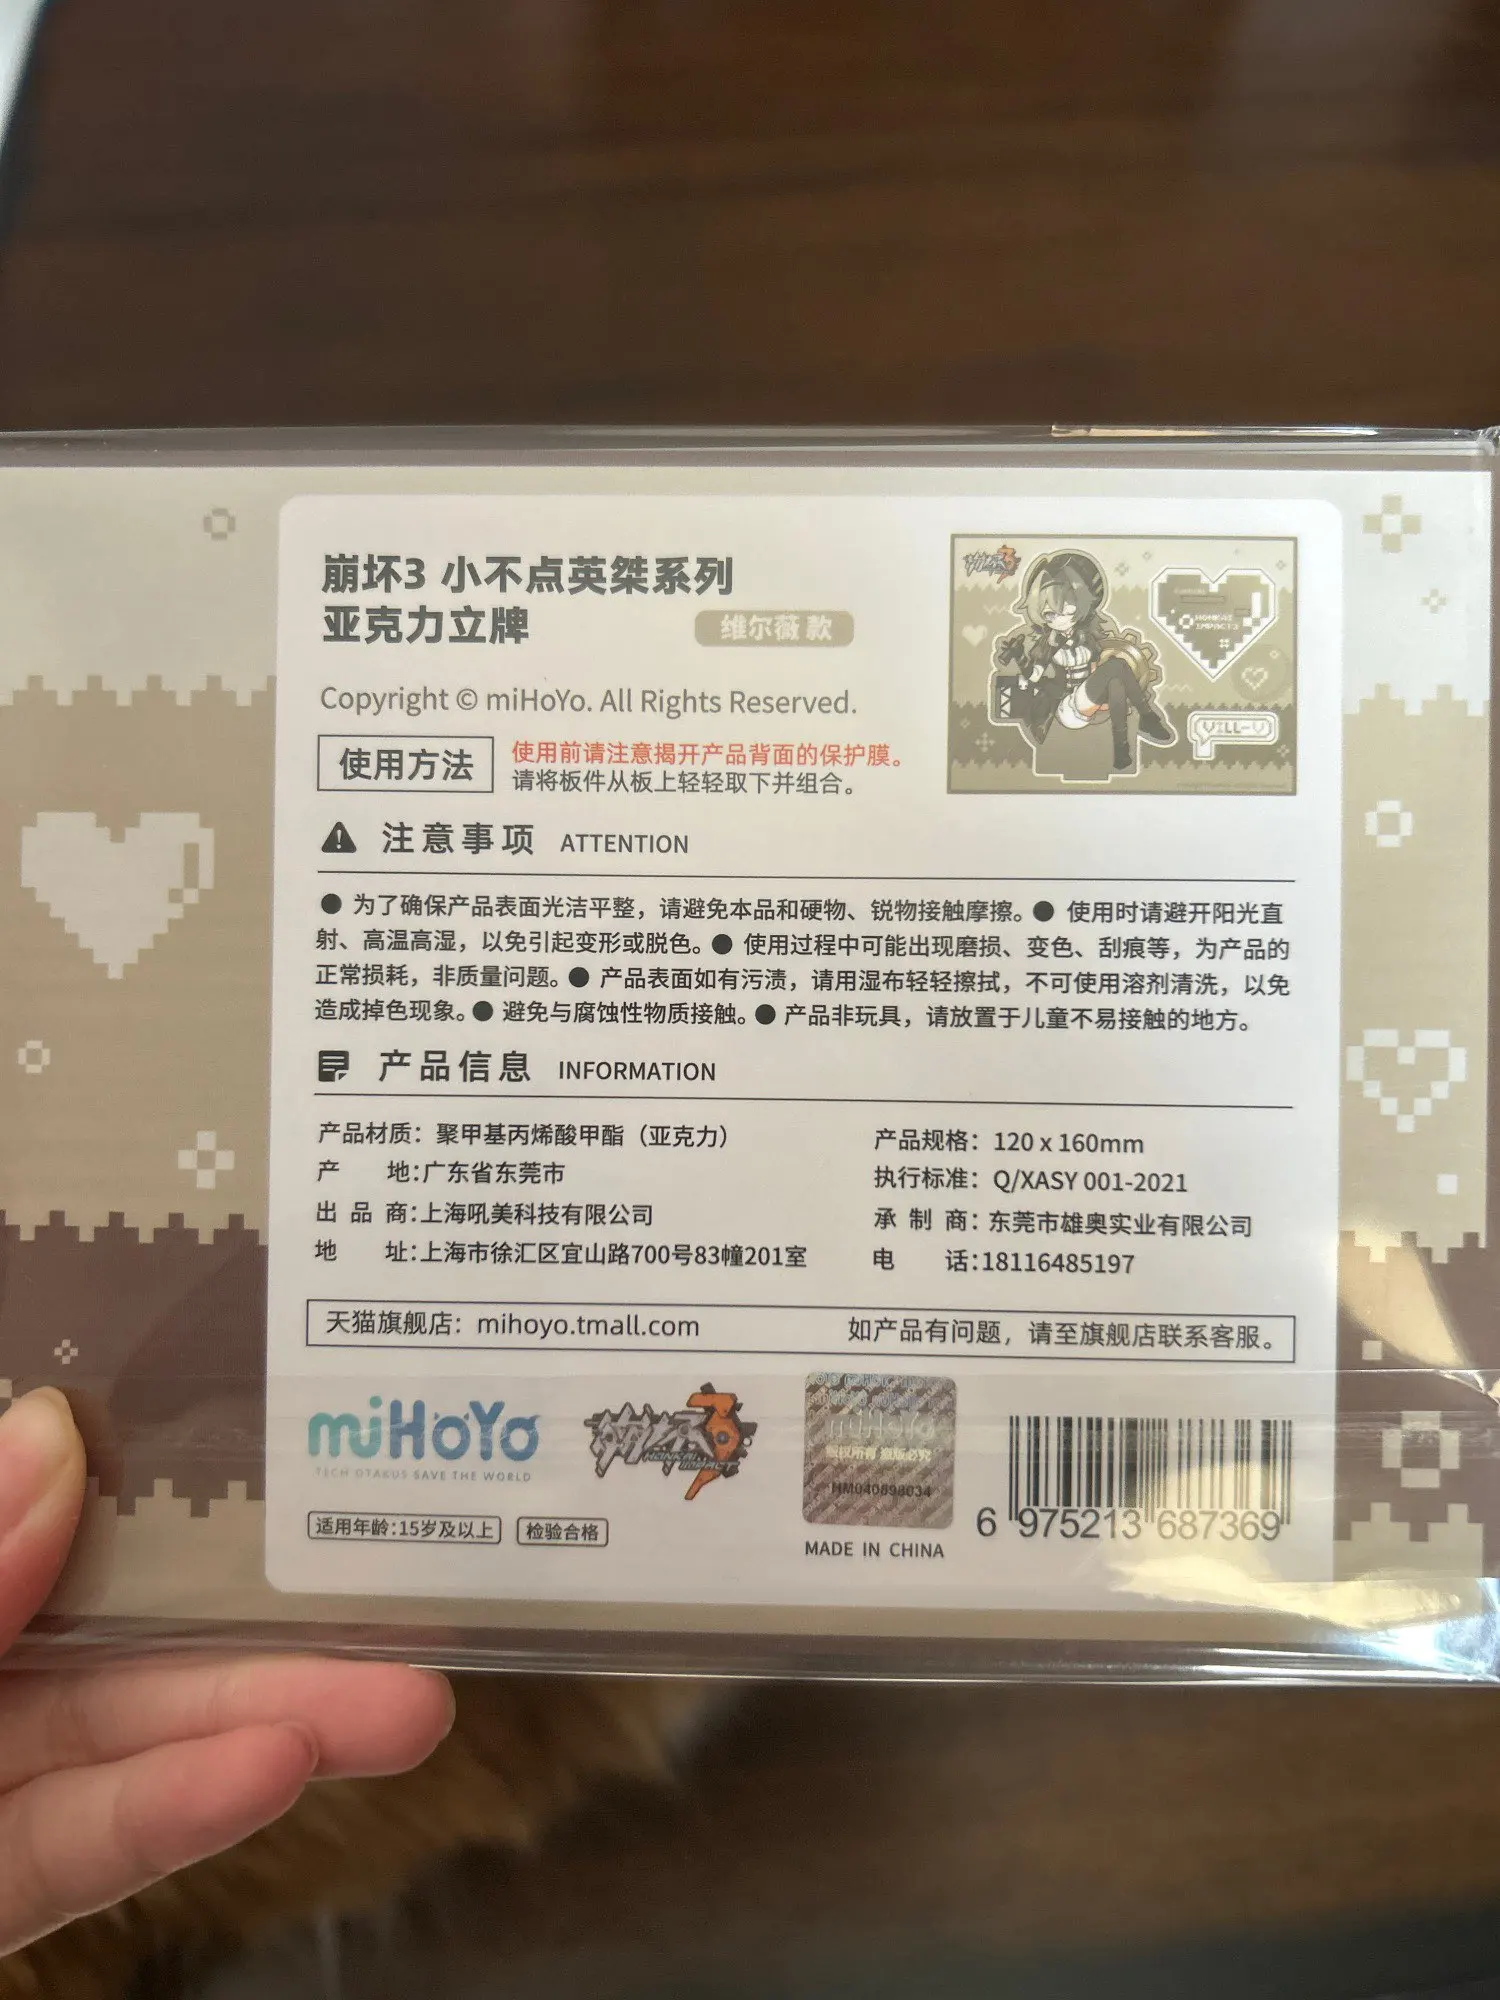 崩坏3 小不点英桀系列
亚克力立牌
维尔薇 款
Copyright © miHoYo. All Rights Reserved.
使用方法
使用前请注意揭开产品背面的保护膜。
请将板件从板上轻轻取下并组合。
HONKAI
IMPACT3
VILL-V
注意事项 ATTENTION
● 为了确保产品表面光洁平整，请避免本品和硬物、锐物接触摩擦。● 使用时请避开阳光直
射、高温高湿，以免引起变形或脱色。● 使用过程中可能出现磨损、变色、刮痕等，为产品的
正常损耗，非质量问题。● 产品表面如有污渍，请用湿布轻轻擦拭，不可使用溶剂清洗，以免
造成掉色现象。● 避免与腐蚀性物质接触。● 产品非玩具，请放置于儿童不易接触的地方。
产品信息 INFORMATION
产品材质：聚甲基丙烯酸甲酯（亚克力）
产 地:广东省东莞市
出 品 商:上海吼美科技有限公司
地 址:上海市徐汇区宜山路700号83幢201室
产品规格：120 x 160mm
执行标准：Q/XASY 001-2021
承 制 商：东莞市雄奥实业有限公司
电 话:18116485197
天猫旗舰店：mihoyo.tmall.com
如产品有问题，请至旗舰店联系客服。
miHoYo
TECH OTAKUS SAVE THE WORLD
崩坏3
HONKAI IMPACT
miHoYo
版权所有 盗版必究
HM040898034
MADE IN CHINA
6 975213 687369
适用年龄:15岁及以上
检验合格